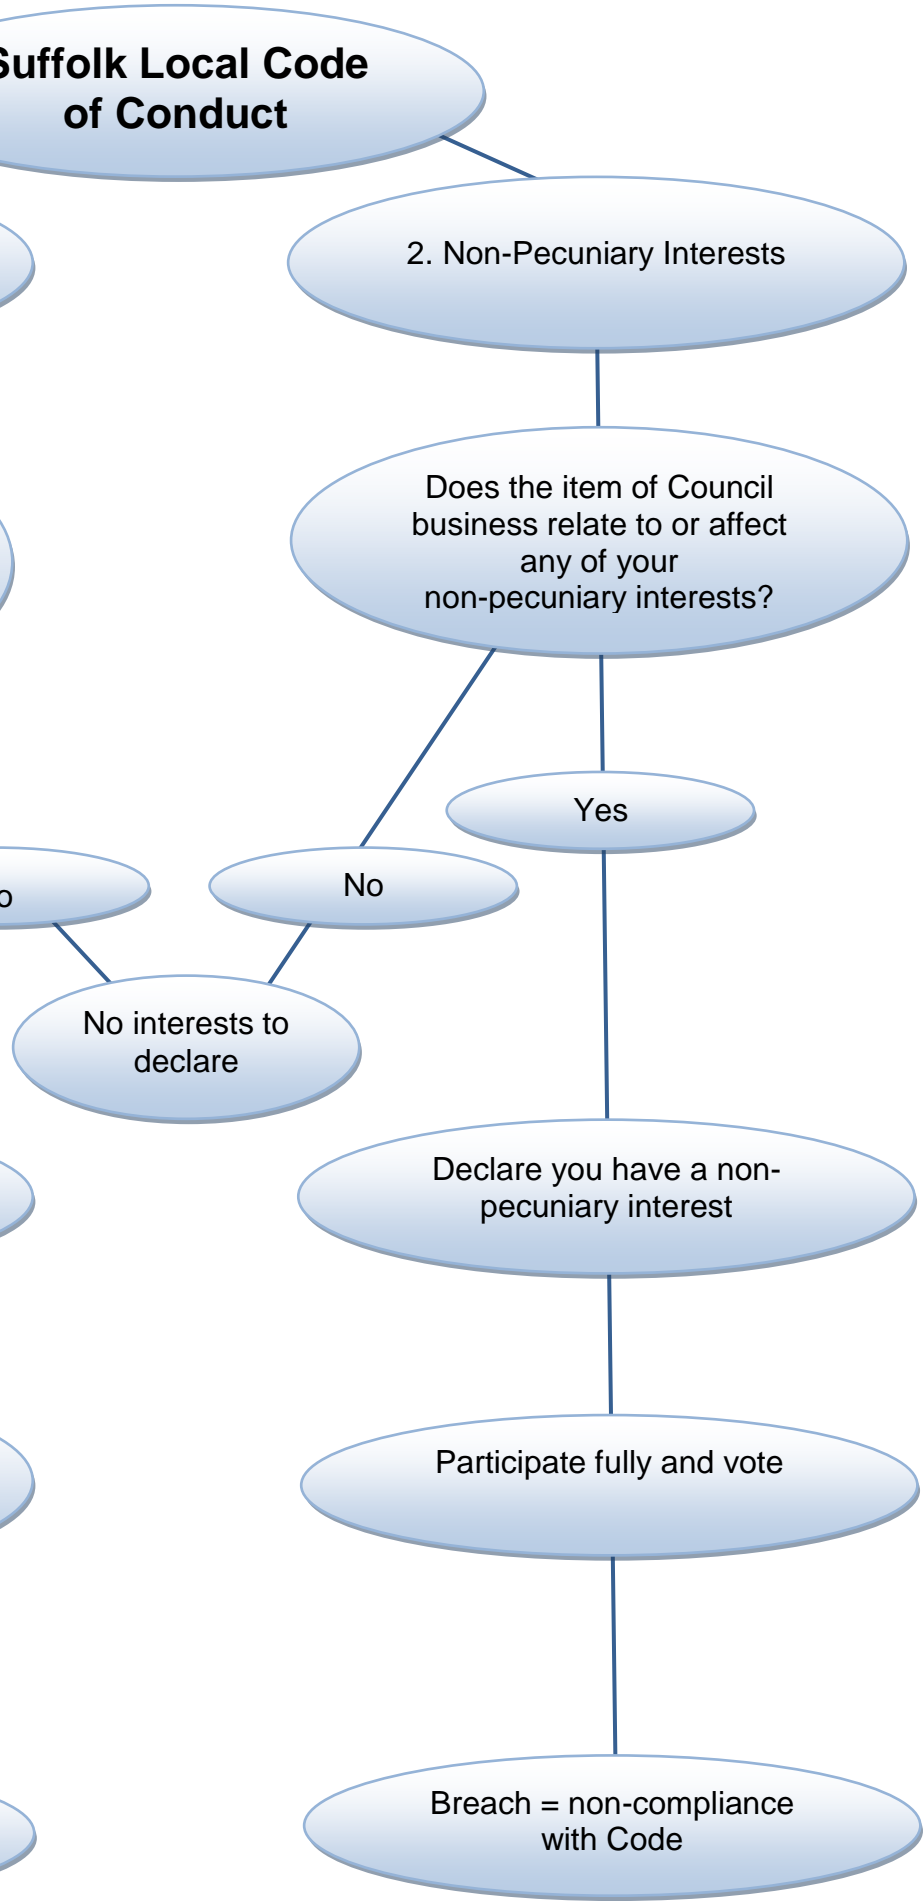 Suffolk Local Code
of Conduct
2. Non-Pecuniary Interests
Does the item of Council
business relate to or affect
any of your
non-pecuniary interests?
Yes
No
No interests to
declare
Declare you have a non-
pecuniary interest
Participate fully and vote
Breach = non-compliance
with Code